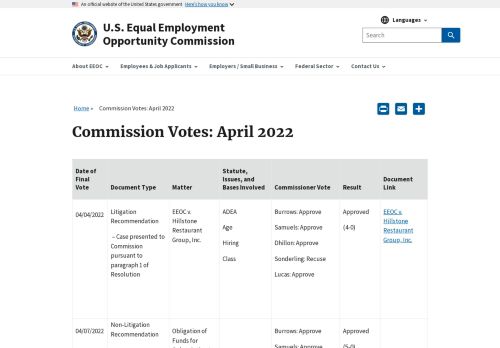 An official website of the United States government Here's how you know
U.S. Equal Employment
Opportunity Commission
Languages
Search
About EEOC
Employees & Job Applicants
Employers / Small Business
Federal Sector
Contact Us
Home » Commission Votes: April 2022
Commission Votes: April 2022
Date of Final Vote
Document Type
Matter
Statute, Issues, and Bases Involved
Commissioner Vote
Result
Document Link
04/04/2022
Litigation
Recommendation
– Case presented to
Commission
pursuant to
paragraph 1 of
Resolution
EEOC v.
Hillstone
Restaurant
Group, Inc.
ADEA
Age
Hiring
Class
Burrows: Approve
Samuels: Approve
Dhillon: Approve
Sonderling: Recuse
Lucas: Approve
Approved
(4-0)
EEOC v.
Hillstone
Restaurant
Group, Inc.
04/07/2022
Non-Litigation
Recommendation
Obligation of
Funds for
Burrows: Approve
Samuels: Approve
Approved
(5-0)